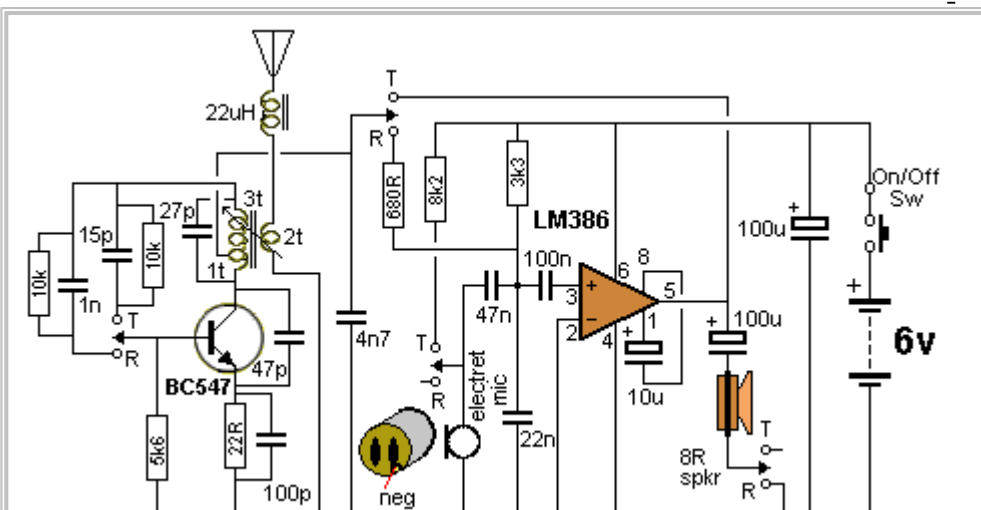 T
22uH
R
680R
8k2
3k3
On/Off
Sw
LM386
3t
27p
2t
15p
10k
10k
1n
1t
T
R
BC547
47p
4n7
47n
100n
3
2
6
8
5
1
4
+
−
+
10u
+
100u
+
100u
+
6v
T
R
electret
mic
22n
8R
spkr
T
R
5k6
22R
100p
neg